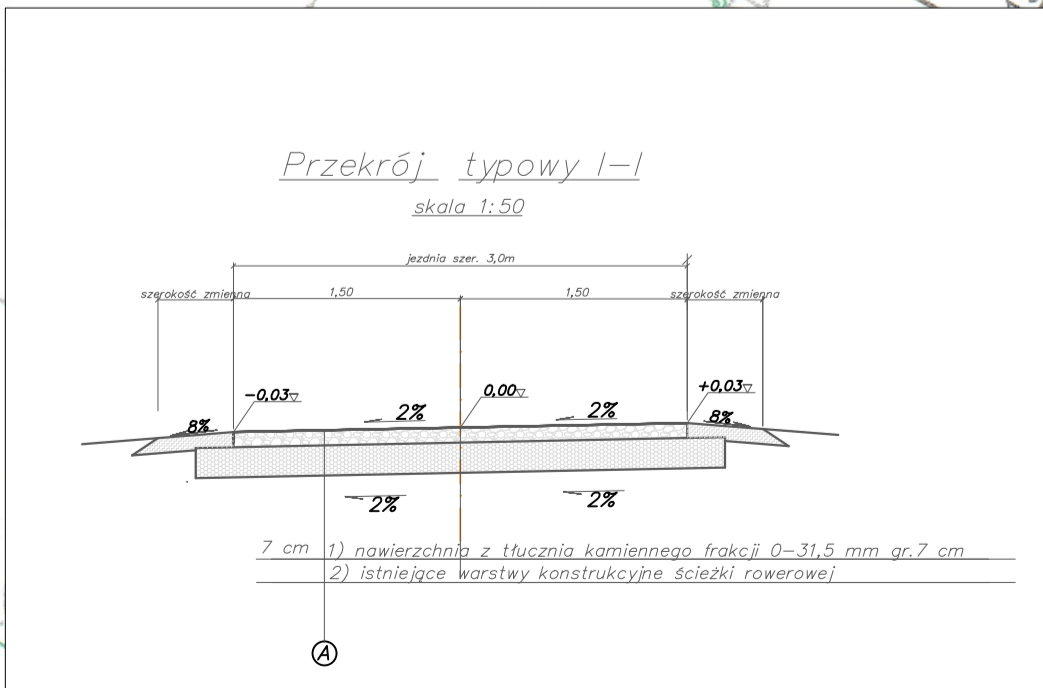 Przekrój typowy I-I
skala 1:50
jezdnia szer. 3,0m
szerokość zmienna 1,50 1,50 szerokość zmienna
-0,03 0,00 +0,03
8% 2% 2% 8%
2% 2%
7 cm 1) nawierzchnia z tłucznia kamiennego frakcji 0-31,5 mm gr.7 cm
2) istniejące warstwy konstrukcyjne ścieżki rowerowej
A